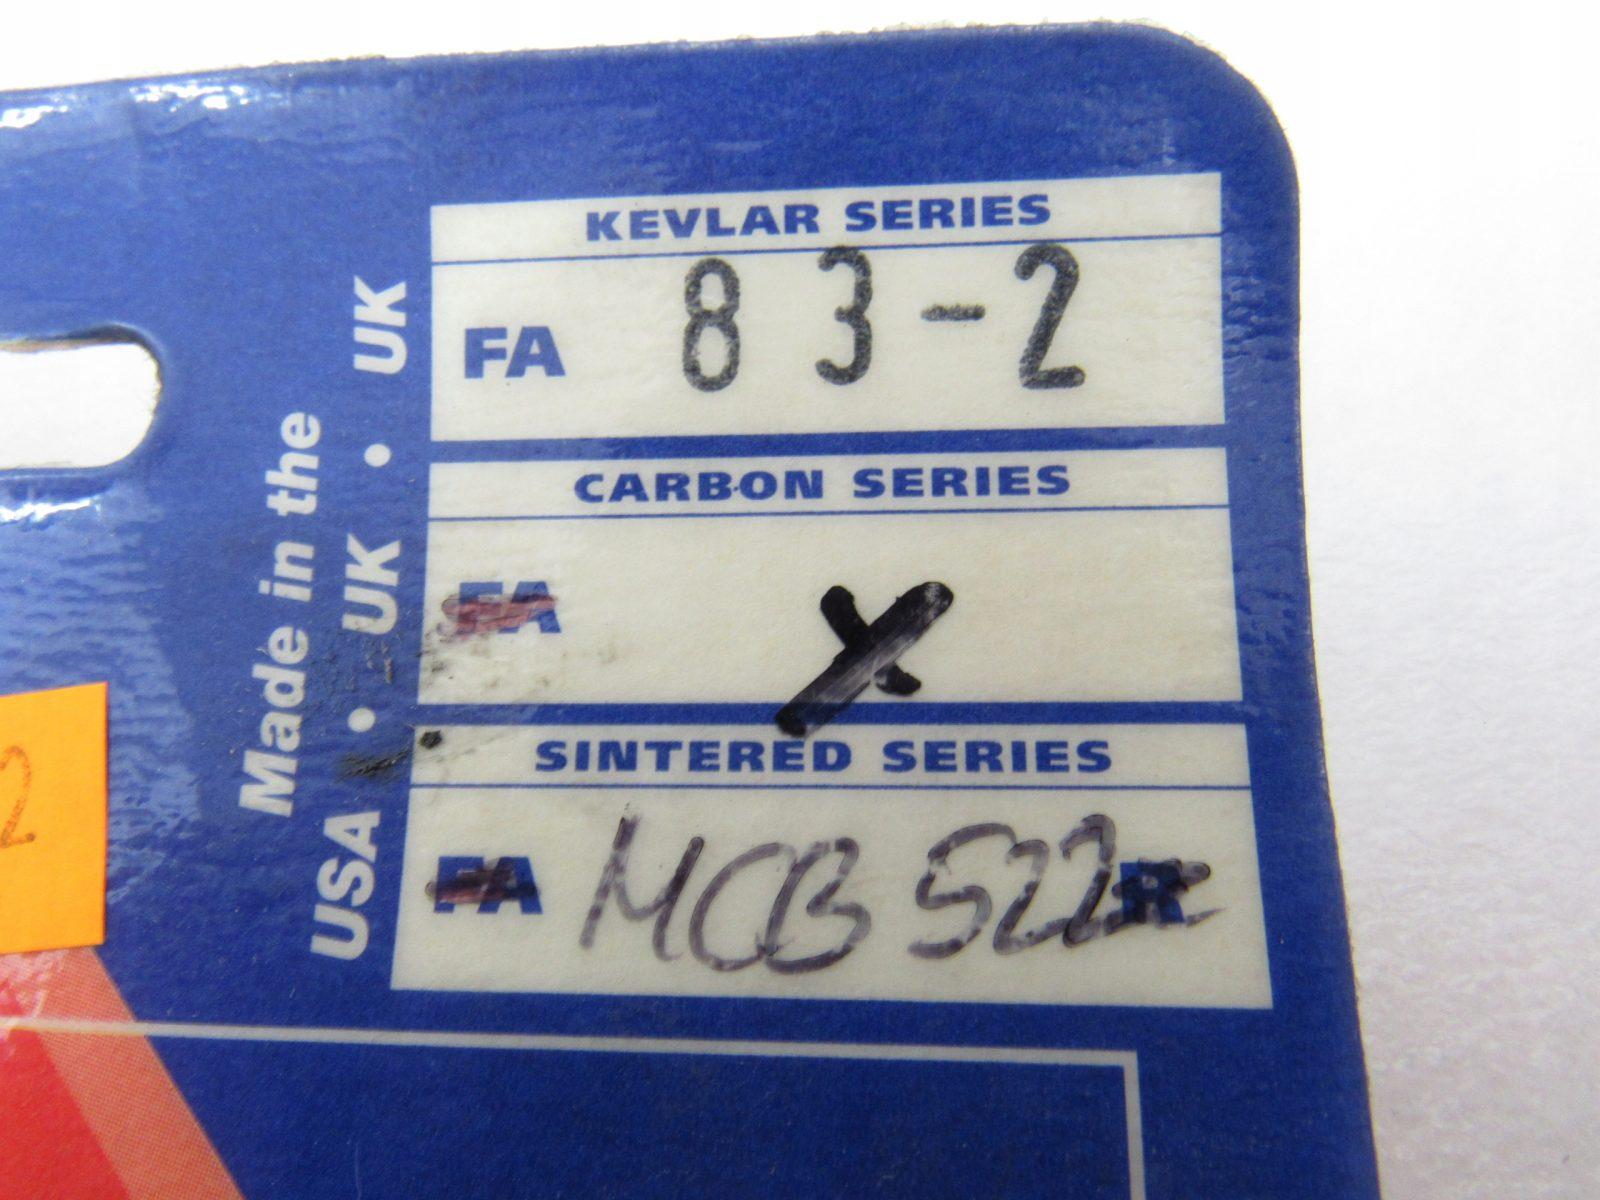 Made in the
USA • UK • UK
KEVLAR SERIES
FA 83-2
CARBON SERIES
FA X
SINTERED SERIES
FA MCB 522 R
2